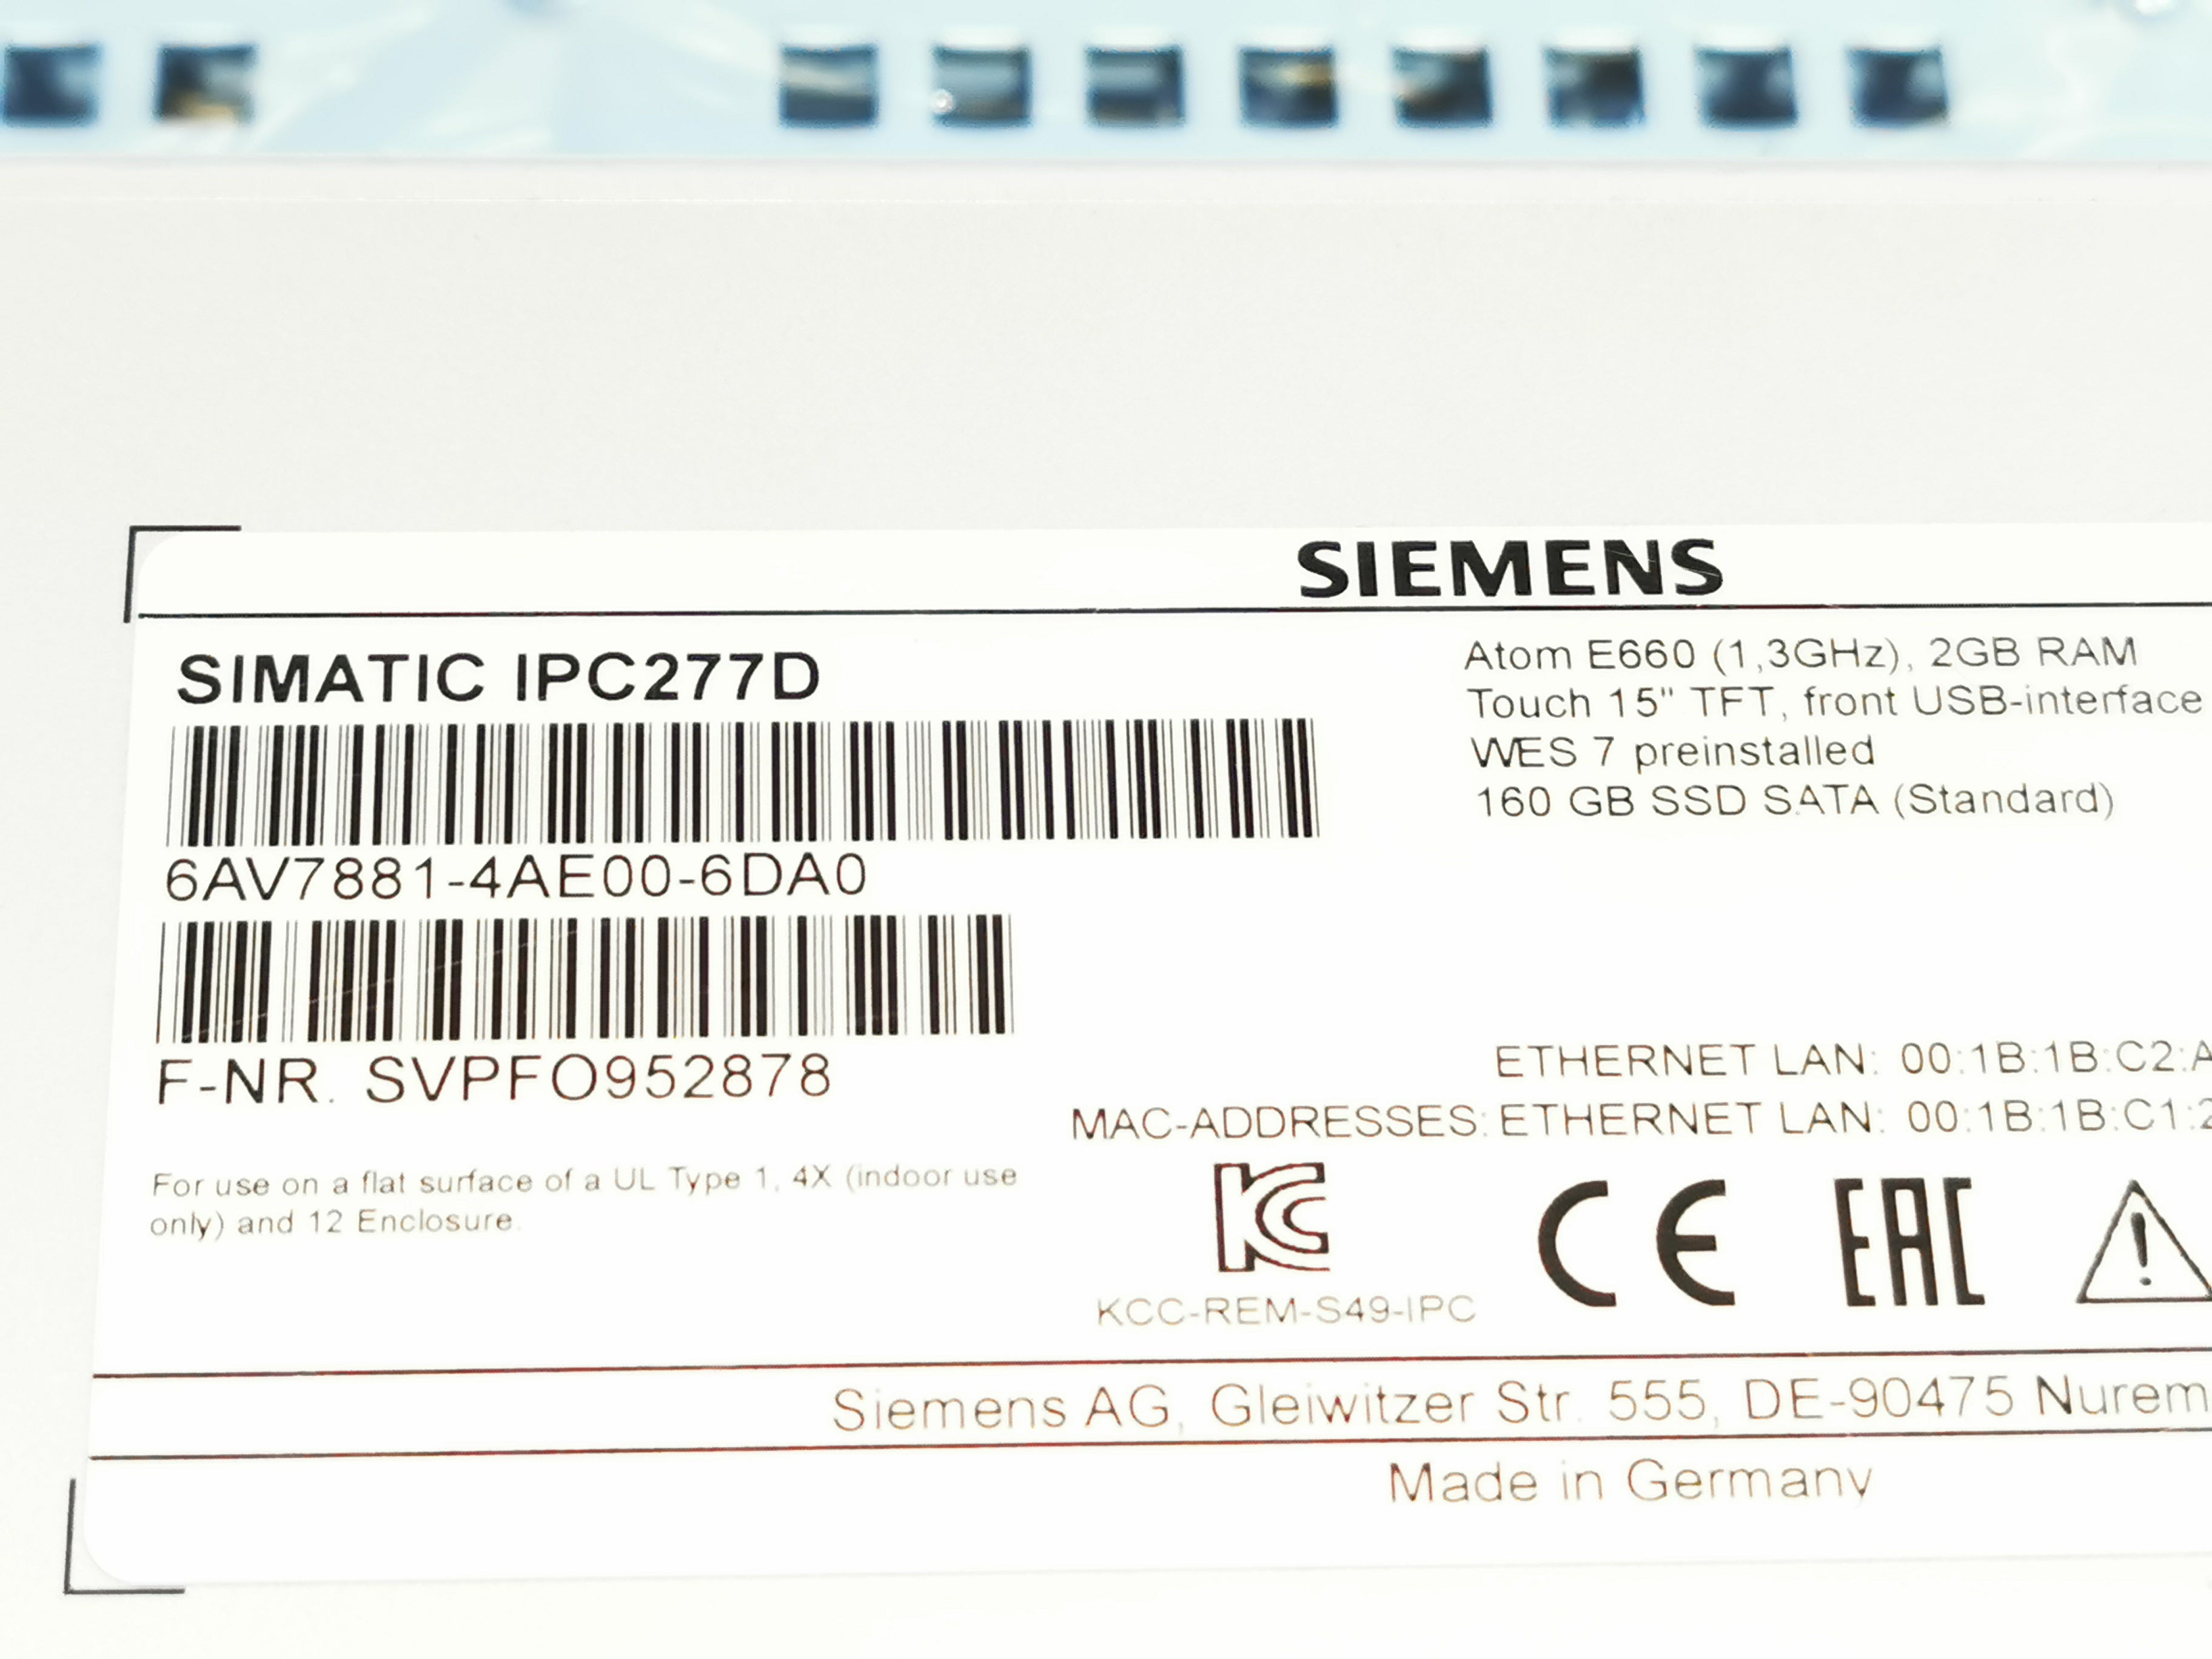 SIEMENS
SIMATIC IPC277D
Atom E660 (1,3GHz), 2GB RAM
Touch 15" TFT, front USB-interface
WES 7 preinstalled
160 GB SSD SATA (Standard)
6AV7881-4AE00-6DA0
F-NR. SVPFO952878
ETHERNET LAN: 00:1B:1B:C2:A
MAC-ADDRESSES: ETHERNET LAN: 00:1B:1B:C1:2
For use on a flat surface of a UL Type 1, 4X (indoor use
only) and 12 Enclosure.
KC CE EAC
KCC-REM-S49-IPC
Siemens AG, Gleiwitzer Str. 555, DE-90475 Nurem
Made in Germany